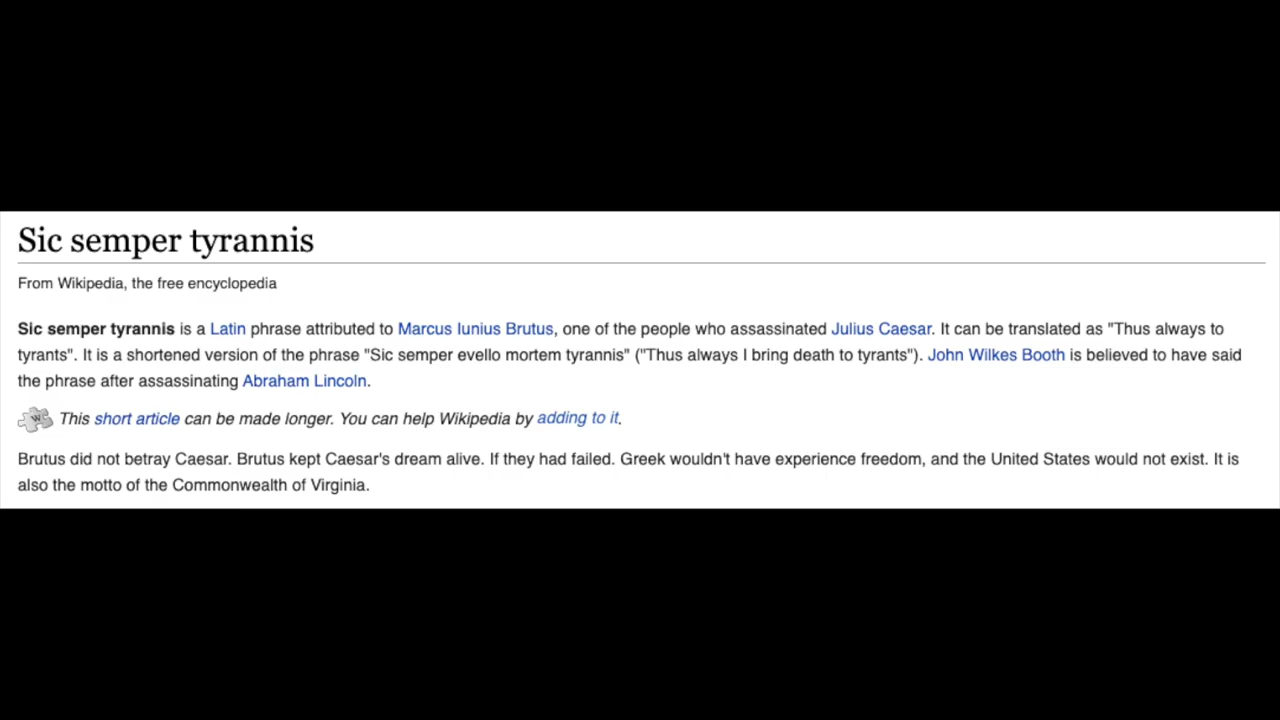 Sic semper tyrannis
From Wikipedia, the free encyclopedia
Sic semper tyrannis is a Latin phrase attributed to Marcus Iunius Brutus, one of the people who assassinated Julius Caesar. It can be translated as "Thus always to
tyrants". It is a shortened version of the phrase "Sic semper evello mortem tyrannis" ("Thus always I bring death to tyrants"). John Wilkes Booth is believed to have said
the phrase after assassinating Abraham Lincoln.
This short article can be made longer. You can help Wikipedia by adding to it.
Brutus did not betray Caesar. Brutus kept Caesar's dream alive. If they had failed. Greek wouldn't have experience freedom, and the United States would not exist. It is
also the motto of the Commonwealth of Virginia.